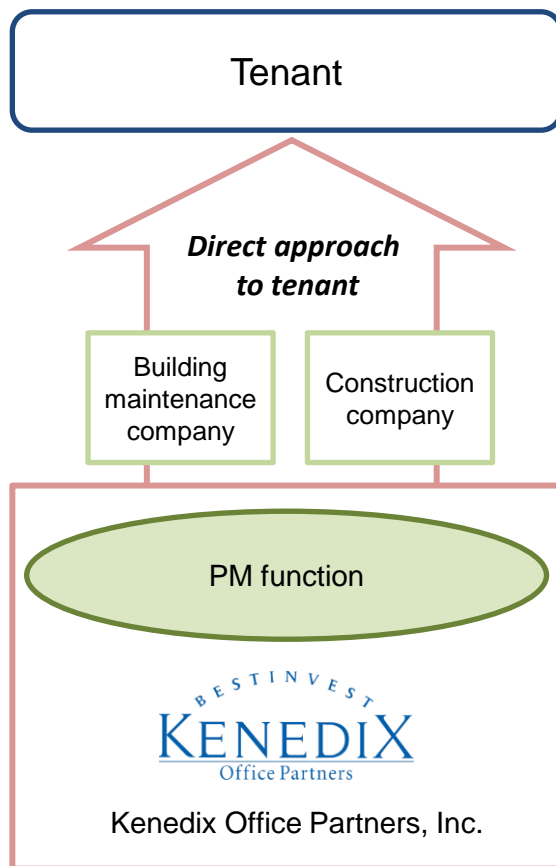 Tenant
Direct approach
to tenant
Building
maintenance
company
Construction
company
PM function
BESTINVEST
KENEDIX
Office Partners
Kenedix Office Partners, Inc.